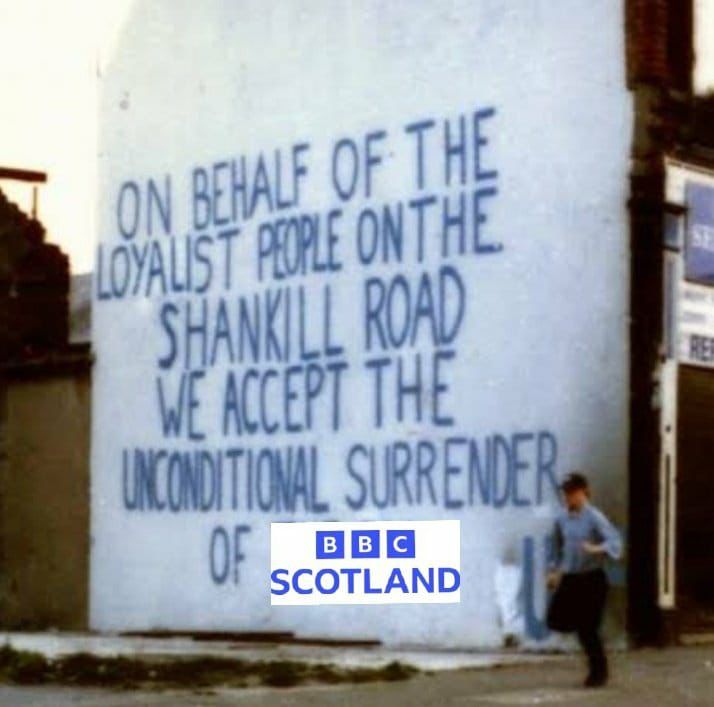 ON BEHALF OF THE
LOYALIST PEOPLE ON THE
SHANKILL ROAD
WE ACCEPT THE
UNCONDITIONAL SURRENDER
OF BBC
SCOTLAND